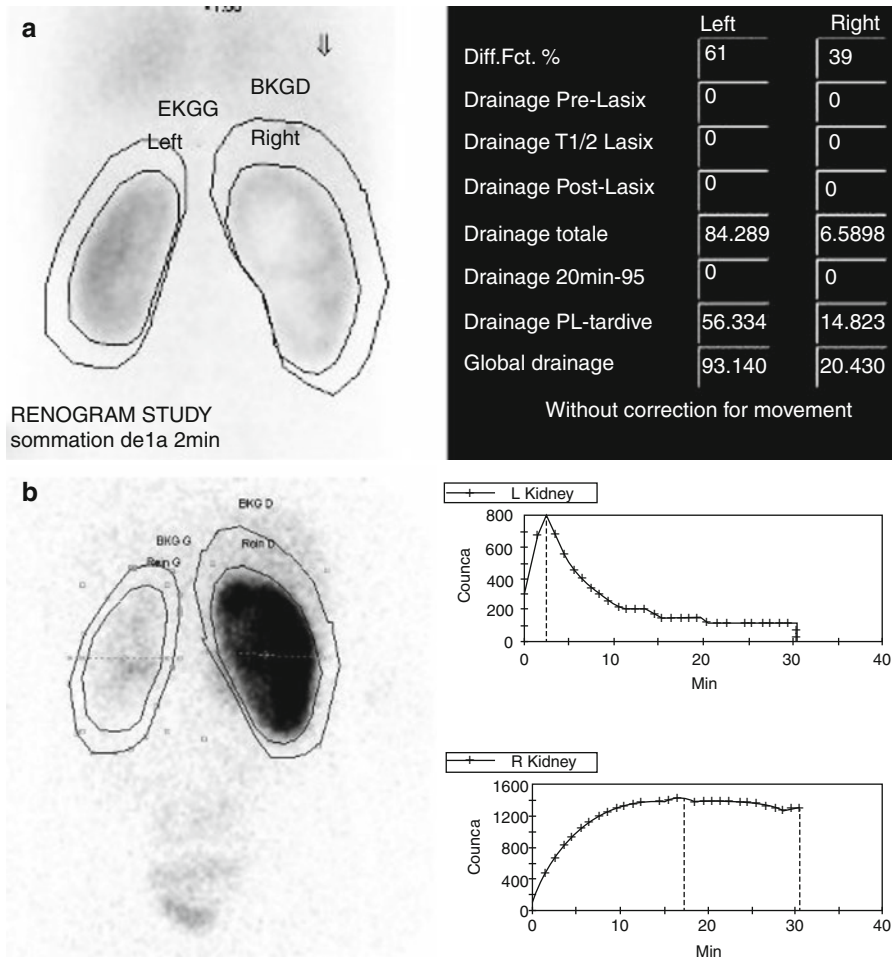 a
BKGD
EKGG
Left
Right
RENOGRAM STUDY
sommation de1a 2min
Left Right
Diff.Fct. % 61 39
Drainage Pre-Lasix 0 0
Drainage T1/2 Lasix 0 0
Drainage Post-Lasix 0 0
Drainage totale 84.289 6.5898
Drainage 20min-95 0 0
Drainage PL-tardive 56.334 14.823
Global drainage 93.140 20.430
Without correction for movement
b
BKG D
BKG G
Rein G
Roin D
L Kidney
800
600
400
200
0
Counca
0 10 20 30 40
Min
R Kidney
1600
1200
800
400
0
Counca
0 10 20 30 40
Min